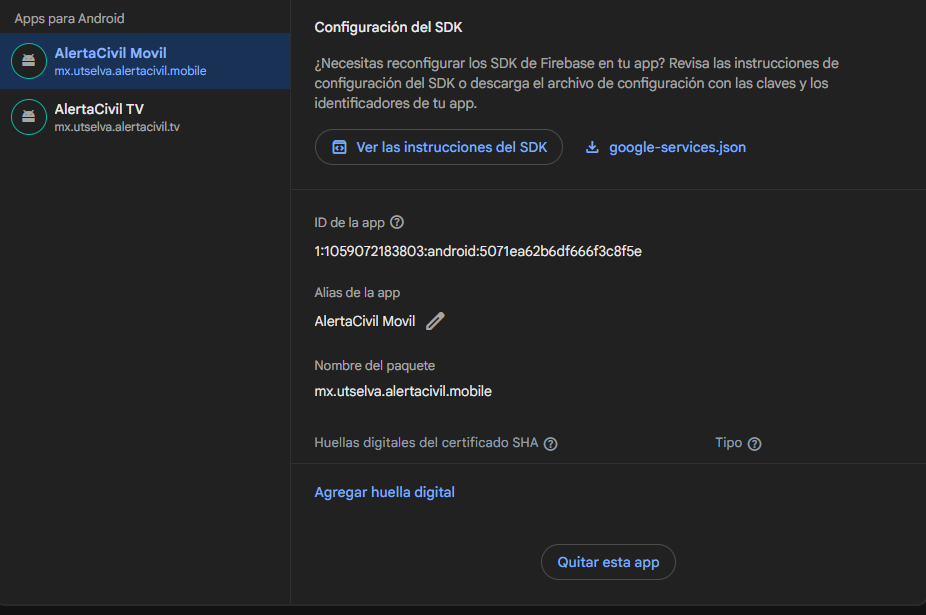 Apps para Android
AlertaCivil Movil
mx.utselva.alertacivil.mobile
AlertaCivil TV
mx.utselva.alertacivil.tv
Configuración del SDK
¿Necesitas reconfigurar los SDK de Firebase en tu app? Revisa las instrucciones de
configuración del SDK o descarga el archivo de configuración con las claves y los
identificadores de tu app.
Ver las instrucciones del SDK
google-services.json
ID de la app
1:1059072183803:android:5071ea62b6df666f3c8f5e
Alias de la app
AlertaCivil Movil
Nombre del paquete
mx.utselva.alertacivil.mobile
Huellas digitales del certificado SHA
Tipo
Agregar huella digital
Quitar esta app